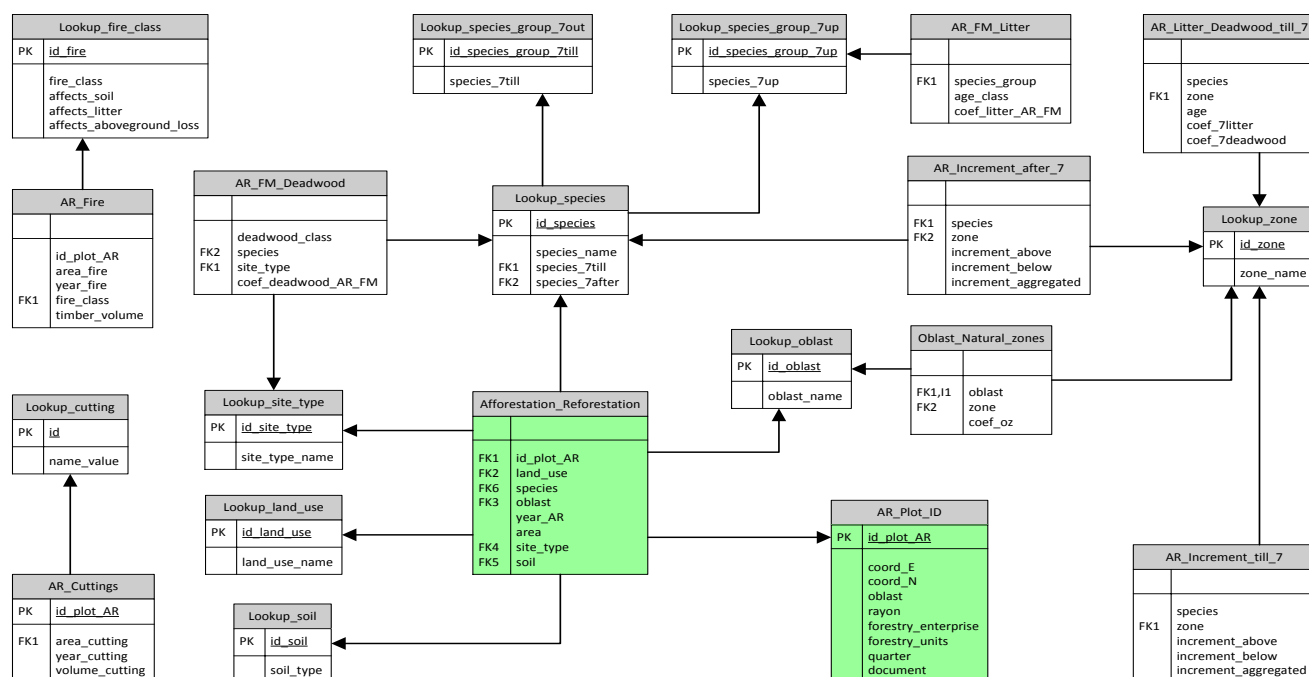 Lookup_fire_class
PK id_fire
fire_class
affects_soil
affects_litter
affects_aboveground_loss
Lookup_species_group_7out
PK id_species_group_7till
species_7till
Lookup_species_group_7up
PK id_species_group_7up
species_7up
AR_FM_Litter
FK1 species_group
age_class
coef_litter_AR_FM
AR_Litter_Deadwood_till_7
species
FK1 zone
age
coef_7litter
coef_7deadwood
AR_Fire
id_plot_AR
area_fire
year_fire
FK1 fire_class
timber_volume
AR_FM_Deadwood
deadwood_class
FK2 species
FK1 site_type
coef_deadwood_AR_FM
Lookup_species
PK id_species
species_name
FK1 species_7till
FK2 species_7after
AR_Increment_after_7
FK1 species
FK2 zone
increment_above
increment_below
increment_aggregated
Lookup_zone
PK id_zone
zone_name
Lookup_oblast
PK id_oblast
oblast_name
Oblast_Natural_zones
FK1,I1 oblast
FK2 zone
coef_oz
Lookup_cutting
PK id
name_value
Lookup_site_type
PK id_site_type
site_type_name
Afforestation_Reforestation
FK1 id_plot_AR
FK2 land_use
FK6 species
FK3 oblast
year_AR
area
FK4 site_type
FK5 soil
Lookup_land_use
PK id_land_use
land_use_name
AR_Plot_ID
PK id_plot_AR
coord_E
coord_N
oblast
rayon
forestry_enterprise
forestry_units
quarter
document
AR_Cuttings
PK id_plot_AR
FK1 area_cutting
year_cutting
volume_cutting
Lookup_soil
PK id_soil
soil_type
AR_Increment_till_7
species
FK1 zone
increment_above
increment_below
increment_aggregated